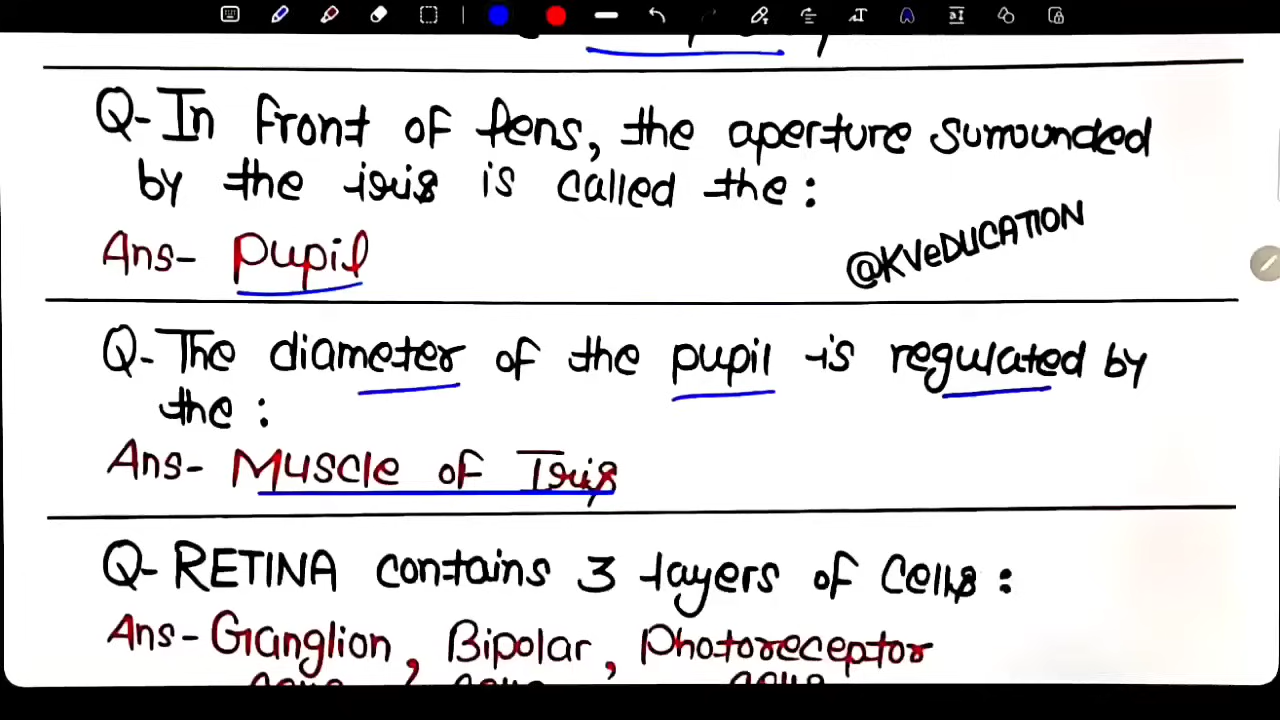 Q- In front of lens, the aperture surrounded
by the iris is called the :
Ans- Pupil
@KVeDUCATION
Q- The diameter of the pupil is regulated by
the :
Ans- Muscle of Iris
Q- RETINA contains 3 layers of Cells :
Ans- Ganglion, Bipolar, Photoreceptor